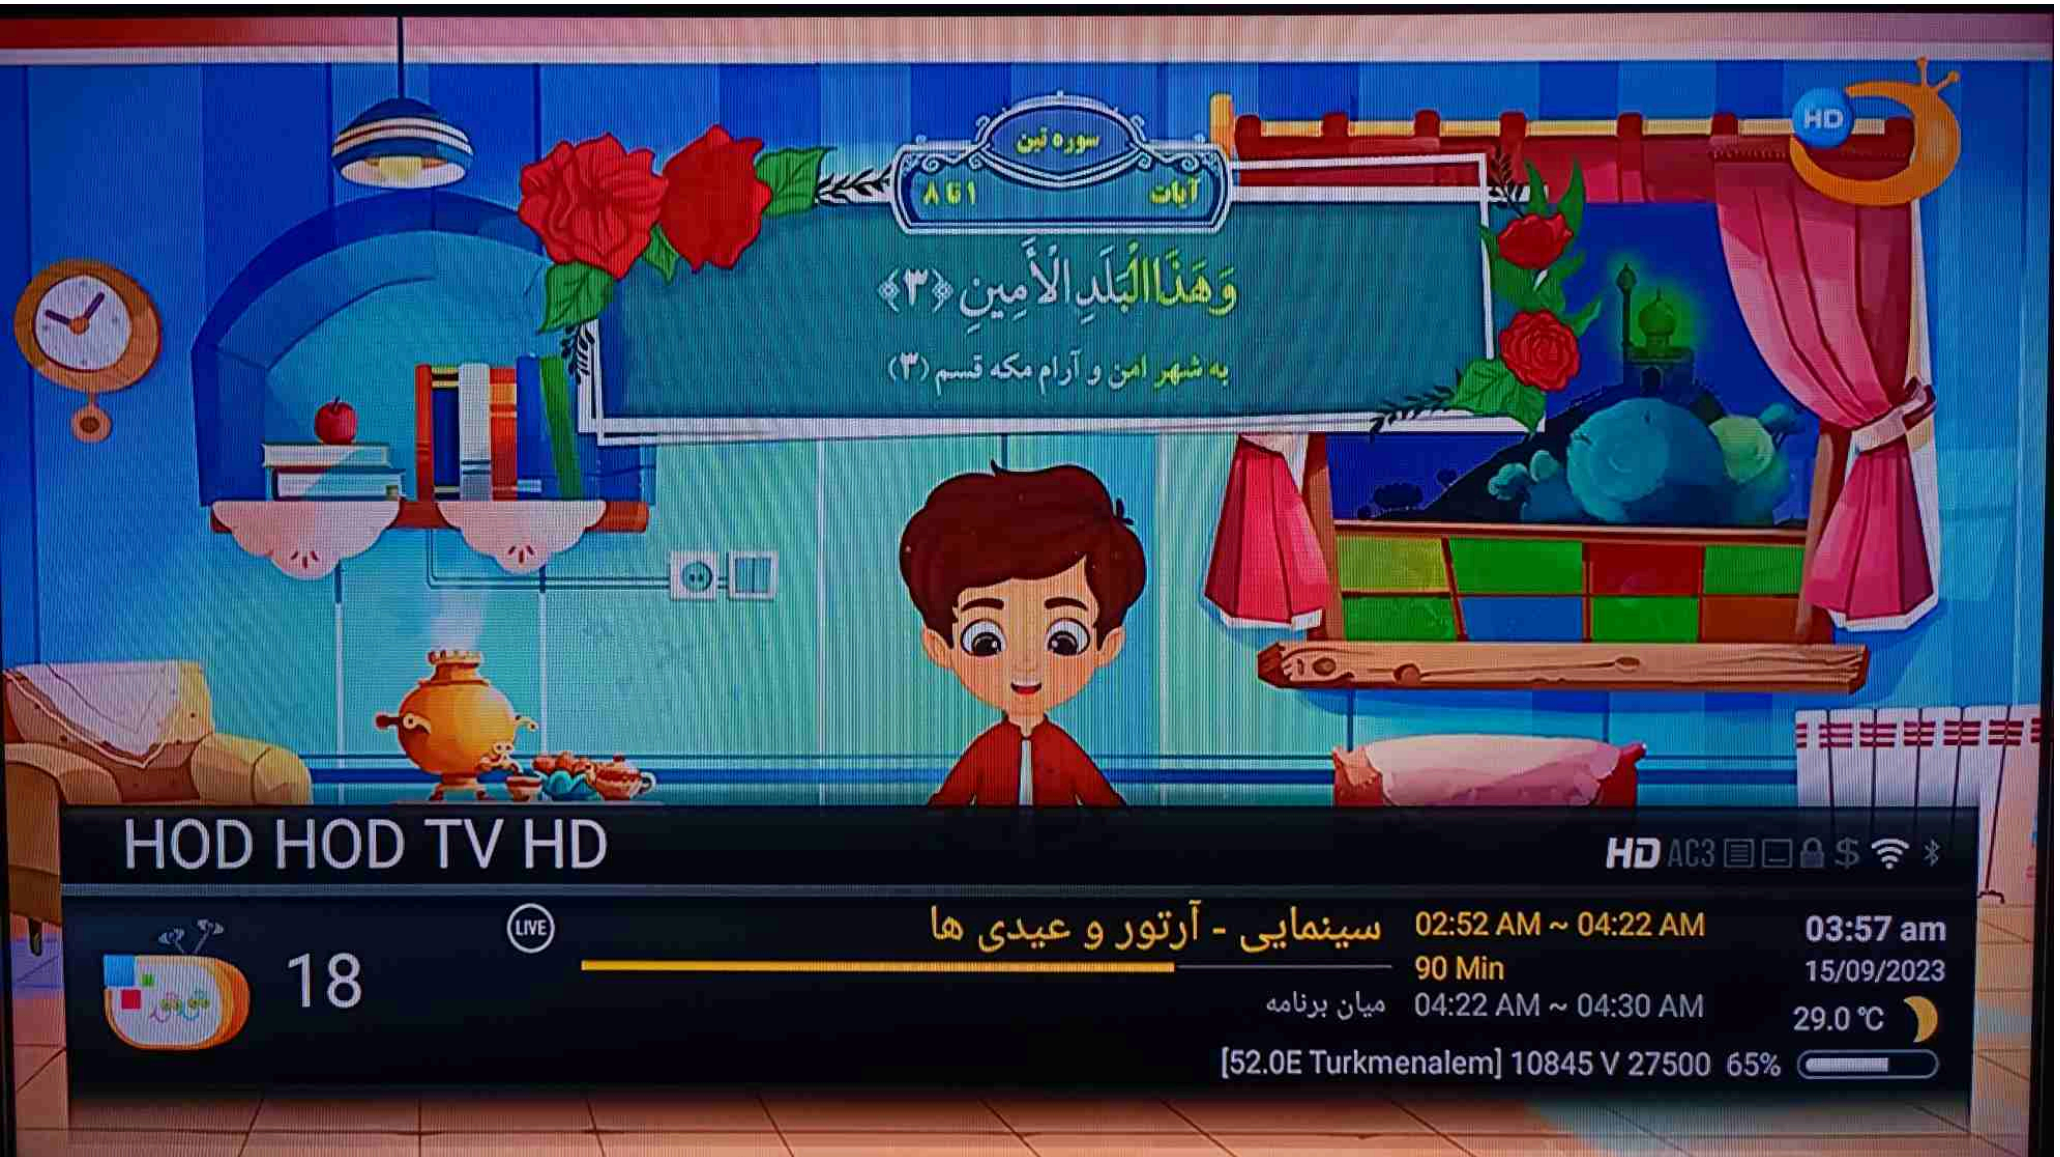 HD
سوره تین
آیات
۱ تا ۸
وَهَذَا الْبَلَدِ الْأَمِينِ ﴿۳﴾
به شهر امن و آرام مکه قسم (۳)
HOD HOD TV HD
HD AC3 $
18
LIVE
سینمایی - آرتور و عیدی ها
02:52 AM ~ 04:22 AM
03:57 am
90 Min
15/09/2023
میان برنامه
04:22 AM ~ 04:30 AM
29.0 °C
[52.0E Turkmenalem] 10845 V 27500 65%